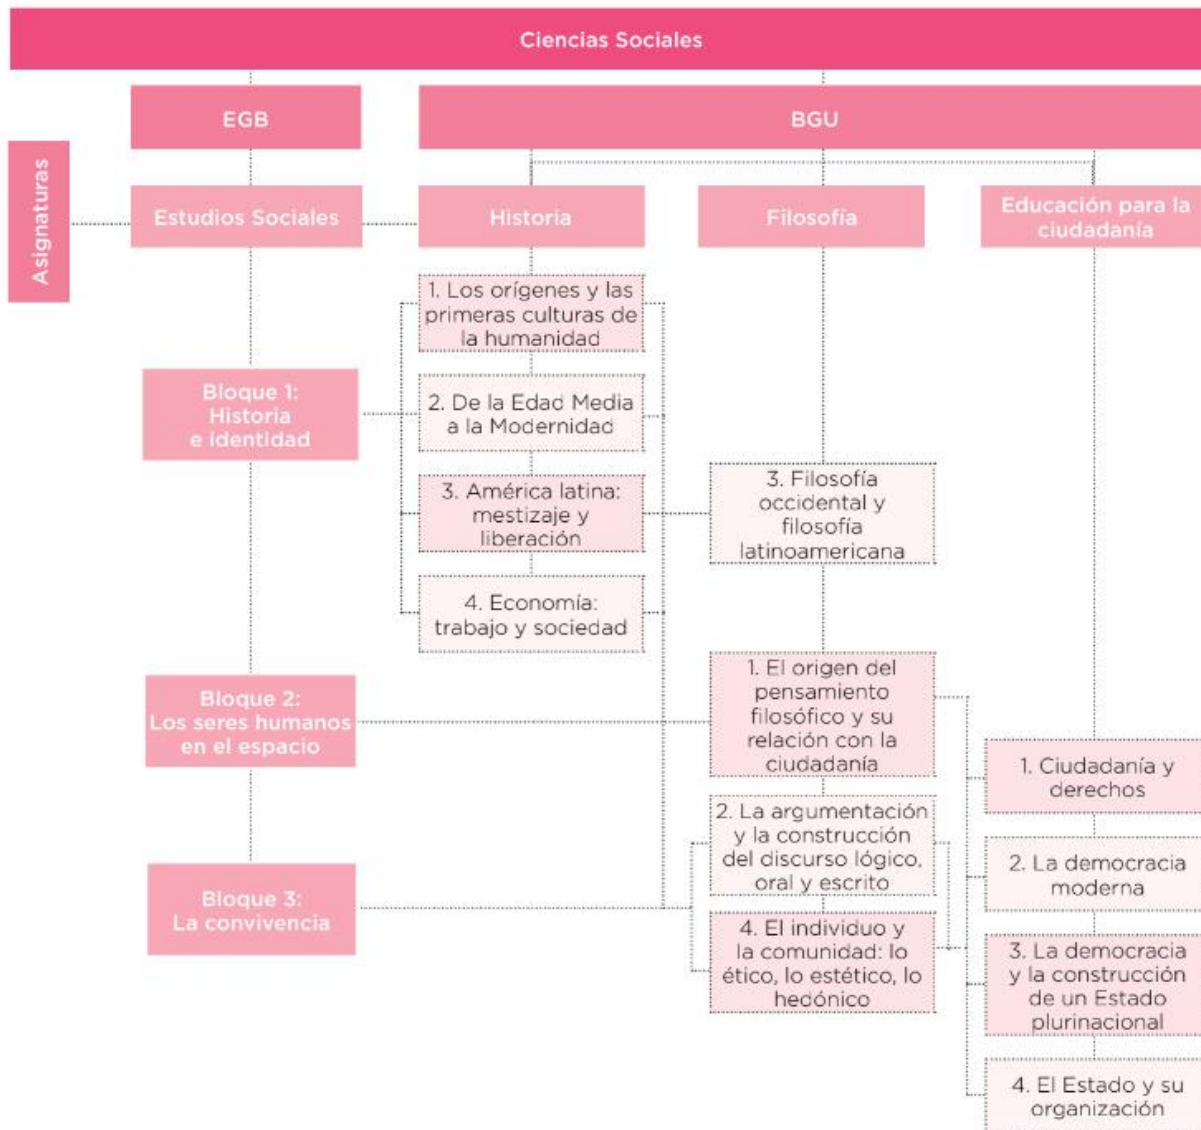 Ciencias Sociales
EGB
BGU
Asignaturas
Estudios Sociales
Historia
Filosofía
Educación para la
ciudadanía
1. Los orígenes y las
primeras culturas de
la humanidad
Bloque 1:
Historia
e identidad
2. De la Edad Media
a la Modernidad
3. América latina:
mestizaje y
liberación
3. Filosofía
occidental y
filosofía
latinoamericana
4. Economía:
trabajo y sociedad
Bloque 2:
Los seres humanos
en el espacio
1. El origen del
pensamiento
filosófico y su
relación con la
ciudadanía
1. Ciudadanía y
derechos
2. La argumentación
y la construcción
del discurso lógico,
oral y escrito
2. La democracia
moderna
Bloque 3:
La convivencia
4. El individuo y
la comunidad: lo
ético, lo estético, lo
hedónico
3. La democracia
y la construcción
de un Estado
plurinacional
4. El Estado y su
organización